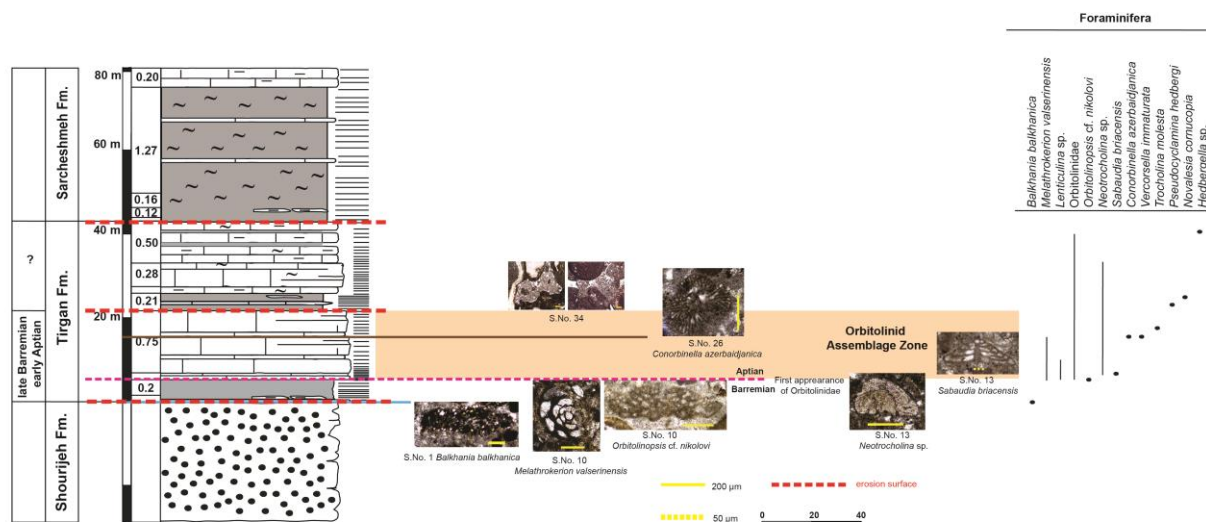 Foraminifera
Balkhania balkhanica
Melathrokerion valserinensis
Lenticulina sp.
Orbitolinidae
Orbitolinopsis cf. nikolovi
Neotrocholina sp.
Sabaudia briacensis
Conorbinella azerbaidjanica
Vercorsella immaturata
Trocholina molesta
Pseudocyclamina hedbergi
Novalesia cornucopia
Hedbergella sp.
Sarcheshmeh Fm.
80 m
0.20
60 m
1.27
0.16
0.12
?
Tirgan Fm.
40 m
0.50
0.28
0.21
late Barremian
early Aptian
20 m
0.75
0.2
Shourijeh Fm.
S.No. 34
S.No. 26
Conorbinella azerbaidjanica
Orbitolinid
Assemblage Zone
S.No. 13
Sabaudia briacensis
Aptian
Barremian
First appearance
of Orbitolinidae
S.No. 1 Balkhania balkhanica
S.No. 10
Melathrokerion valserinensis
S.No. 10
Orbitolinopsis cf. nikolovi
S.No. 13
Neotrocholina sp.
200 µm
erosion surface
50 µm
0 20 40